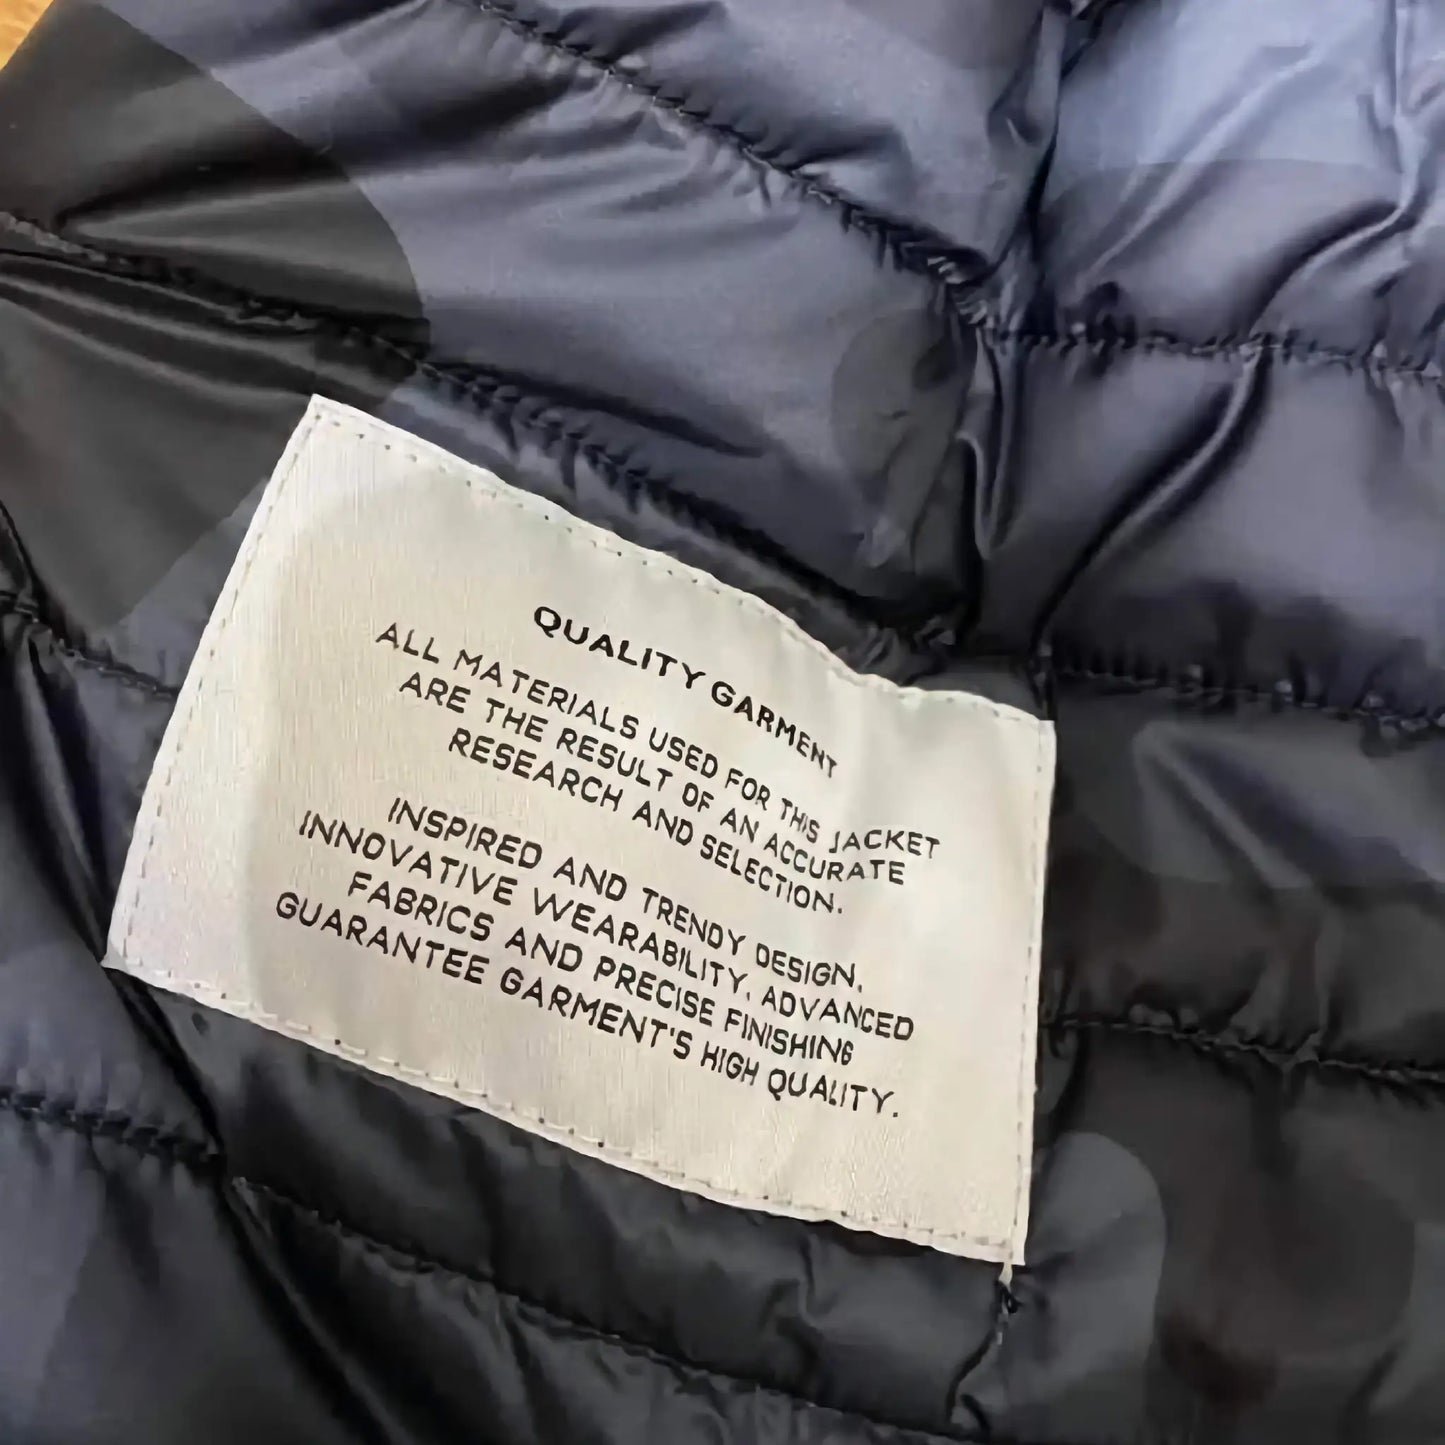 QUALITY GARMENT
ALL MATERIALS USED FOR THIS JACKET
ARE THE RESULT OF AN ACCURATE
RESEARCH AND SELECTION.
INSPIRED AND TRENDY DESIGN,
INNOVATIVE WEARABILITY, ADVANCED
FABRICS AND PRECISE FINISHING
GUARANTEE GARMENT'S HIGH QUALITY.